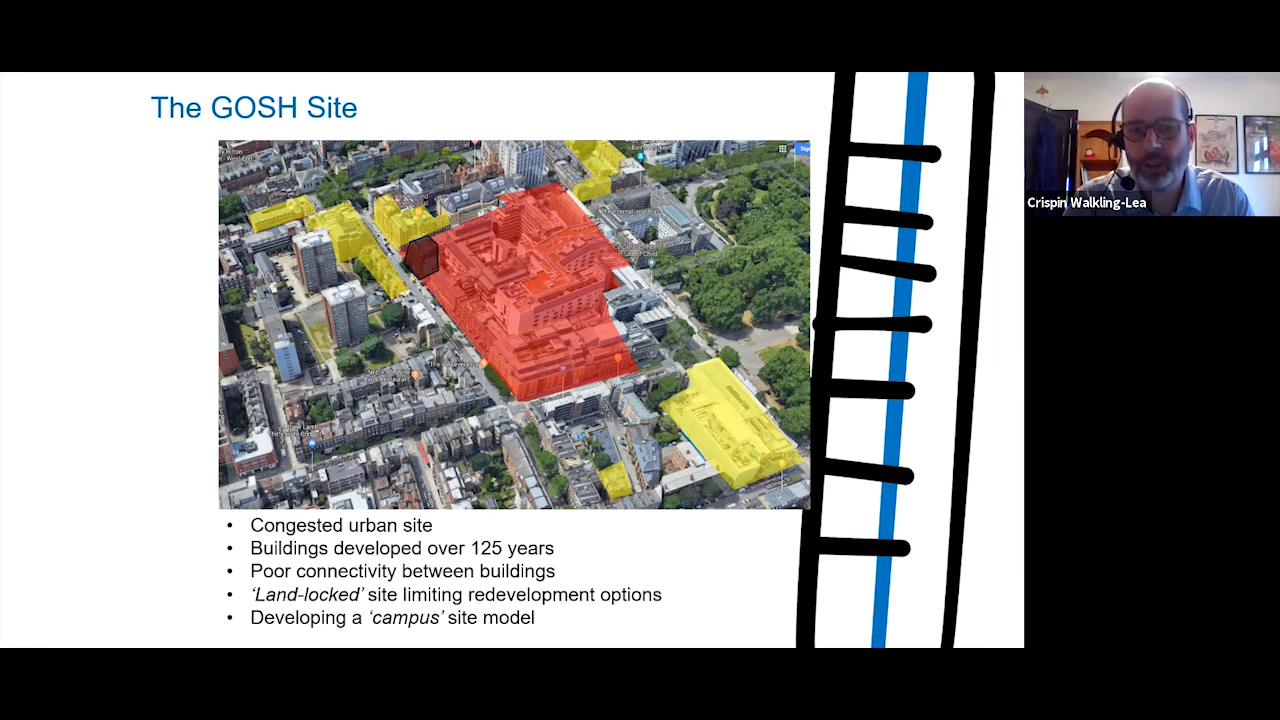 The GOSH Site
Crispin Walkling-Lea
• Congested urban site
• Buildings developed over 125 years
• Poor connectivity between buildings
• ‘Land-locked’ site limiting redevelopment options
• Developing a ‘campus’ site model